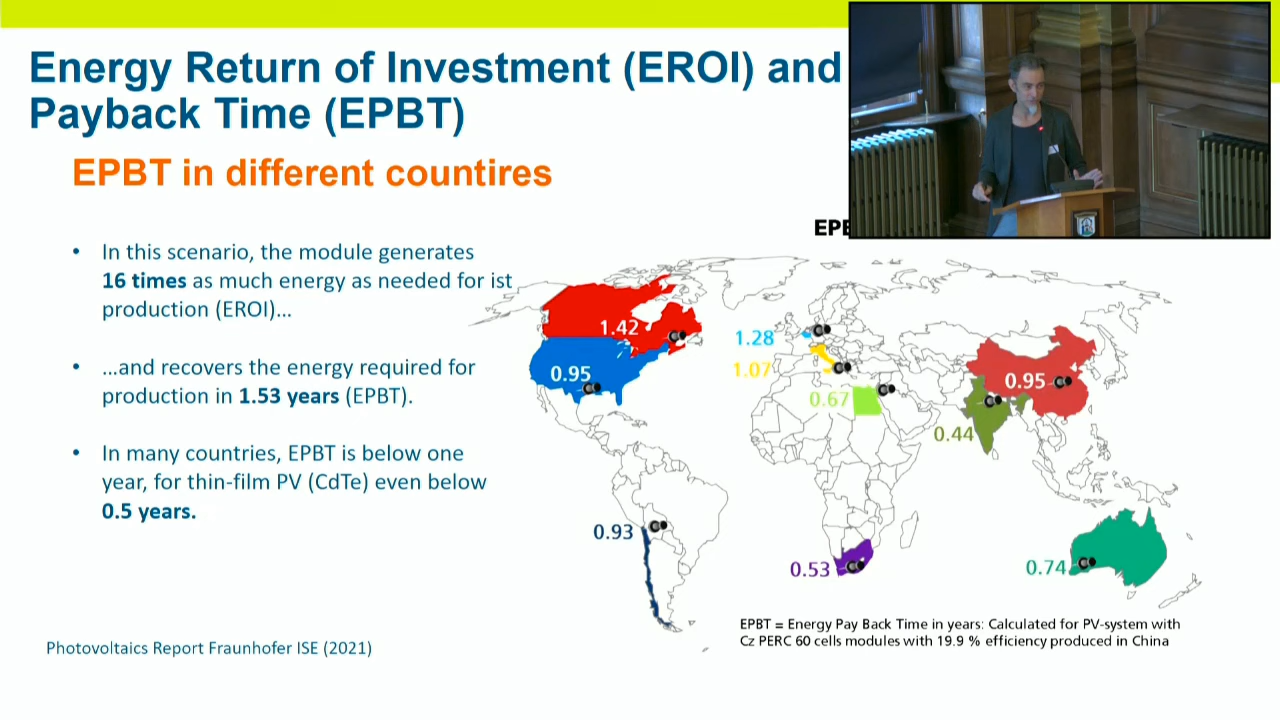 Energy Return of Investment (EROI) and
Payback Time (EPBT)
EPBT in different countires
• In this scenario, the module generates
16 times as much energy as needed for ist
production (EROI)…
• …and recovers the energy required for
production in 1.53 years (EPBT).
• In many countries, EPBT is below one
year, for thin-film PV (CdTe) even below
0.5 years.
1.42
0.95
1.28
1.07
0.67
0.95
0.44
0.93
0.53
0.74
EPBT = Energy Pay Back Time in years: Calculated for PV-system with
Cz PERC 60 cells modules with 19.9 % efficiency produced in China
Photovoltaics Report Fraunhofer ISE (2021)